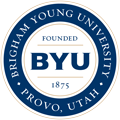 BRIGHAM YOUNG UNIVERSITY
FOUNDED
BYU
1875
PROVO, UTAH